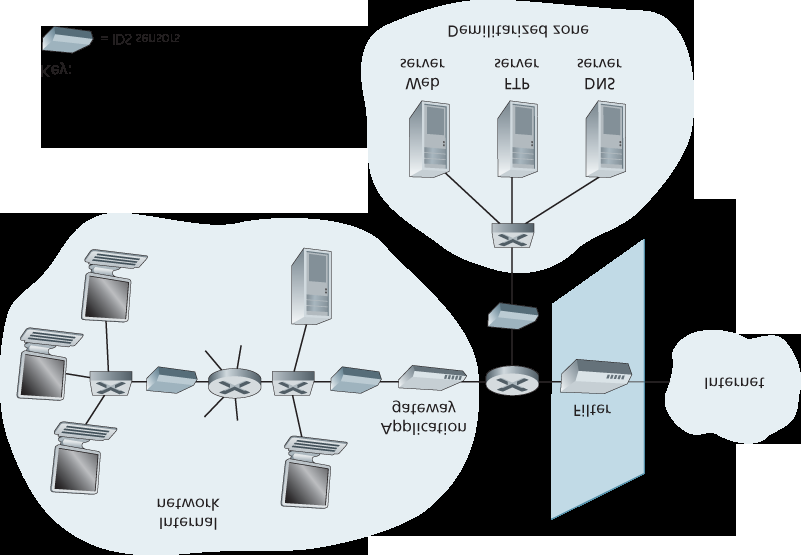 Key:
= IDS sensors
Internal
network
Application
gateway
Filter
Internet
Web
server
FTP
server
DNS
server
Demilitarized zone